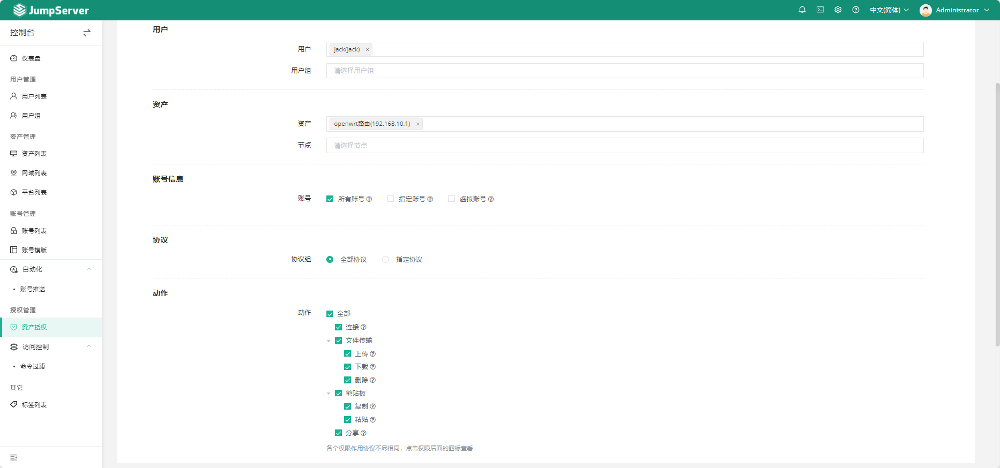 JumpServer
中文(简体)
Administrator
控制台
仪表盘
用户管理
用户列表
用户组
资产管理
资产列表
网域列表
平台列表
账号管理
账号列表
账号模版
自动化
账号推送
授权管理
资产授权
访问控制
命令过滤
其它
标签列表
用户
用户 jack(jack) ×
用户组 请选择用户组
资产
资产 openwrt路由(192.168.10.1) ×
节点 请选择节点
账号信息
账号 所有账号 指定账号 虚拟账号
协议
协议组 全部协议 指定协议
动作
动作 全部
连接
文件传输
上传
下载
删除
剪贴板
复制
粘贴
分享
各个权限作用协议不尽相同，点击权限后面的图标查看